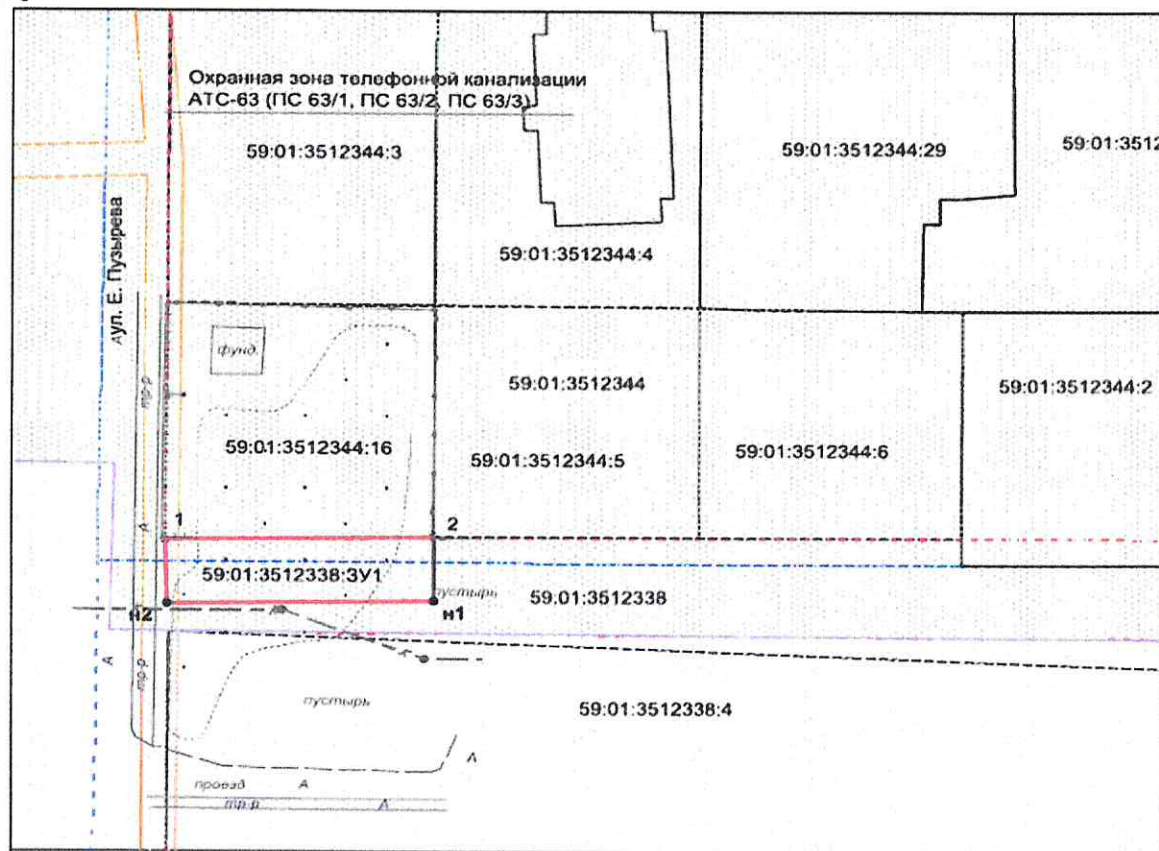 Охранная зона телефонной канализации
АТС-63 (ПС 63/1, ПС 63/2, ПС 63/3)
59:01:3512344:3
59:01:3512344:29
59:01:3512
ул. Е. Пузырева
А
59:01:3512344:4
фунд.
тр-р
59:01:3512344
59:01:3512344:2
59:01:3512344:16
59:01:3512344:5
59:01:3512344:6
1
2
А
59:01:3512338:ЗУ1
пустырь
59:01:3512338
н2
н1
А
тр-р
пустырь
59:01:3512338:4
А
проезд
А
тр-р
А